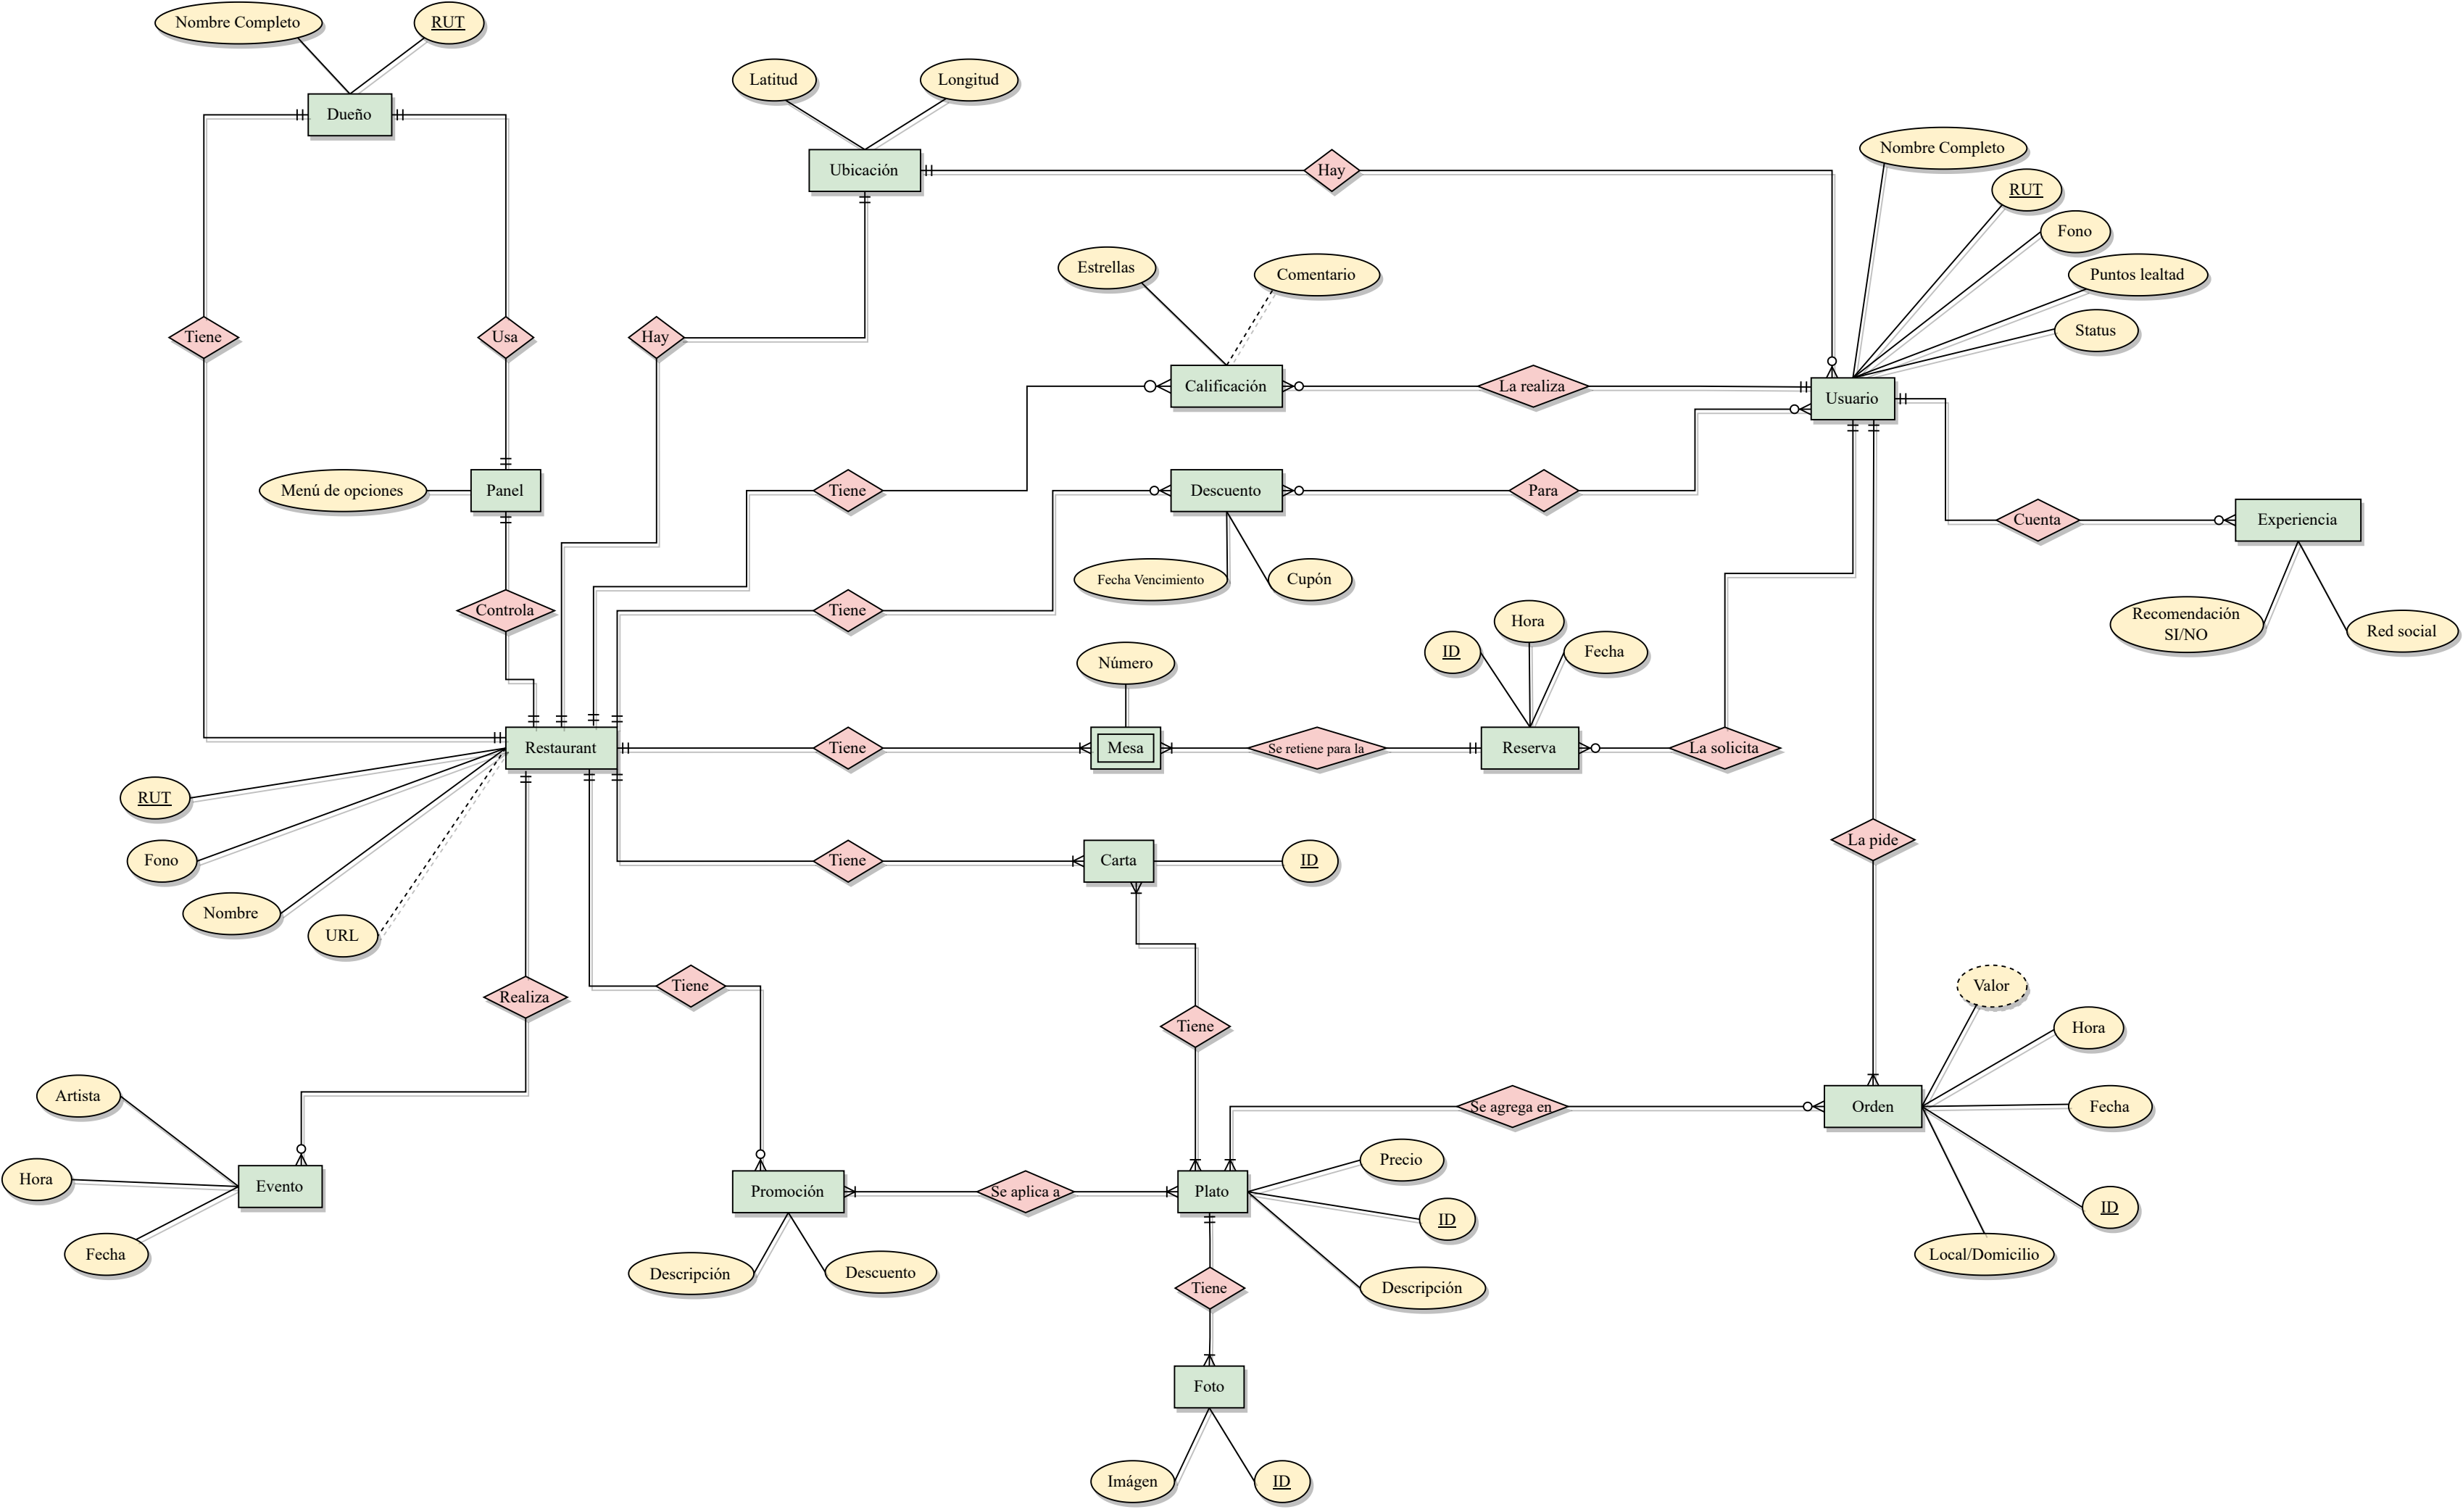 Nombre Completo
RUT
Dueño
Latitud
Longitud
Ubicación
Hay
Nombre Completo
RUT
Fono
Puntos lealtad
Status
Estrellas
Comentario
Tiene
Usa
Hay
Calificación
La realiza
Usuario
Menú de opciones
Panel
Tiene
Descuento
Para
Cuenta
Experiencia
Fecha Vencimiento
Cupón
Controla
Tiene
Recomendación
SI/NO
Red social
Número
ID
Hora
Fecha
Restaurant
Tiene
Mesa
Se retiene para la
Reserva
La solicita
RUT
Fono
Nombre
URL
Tiene
Carta
ID
La pide
Realiza
Tiene
Tiene
Valor
Hora
Fecha
ID
Local/Domicilio
Artista
Hora
Fecha
Evento
Se agrega en
Orden
Promoción
Se aplica a
Plato
Precio
ID
Descripción
Descripción
Descuento
Tiene
Foto
Imágen
ID